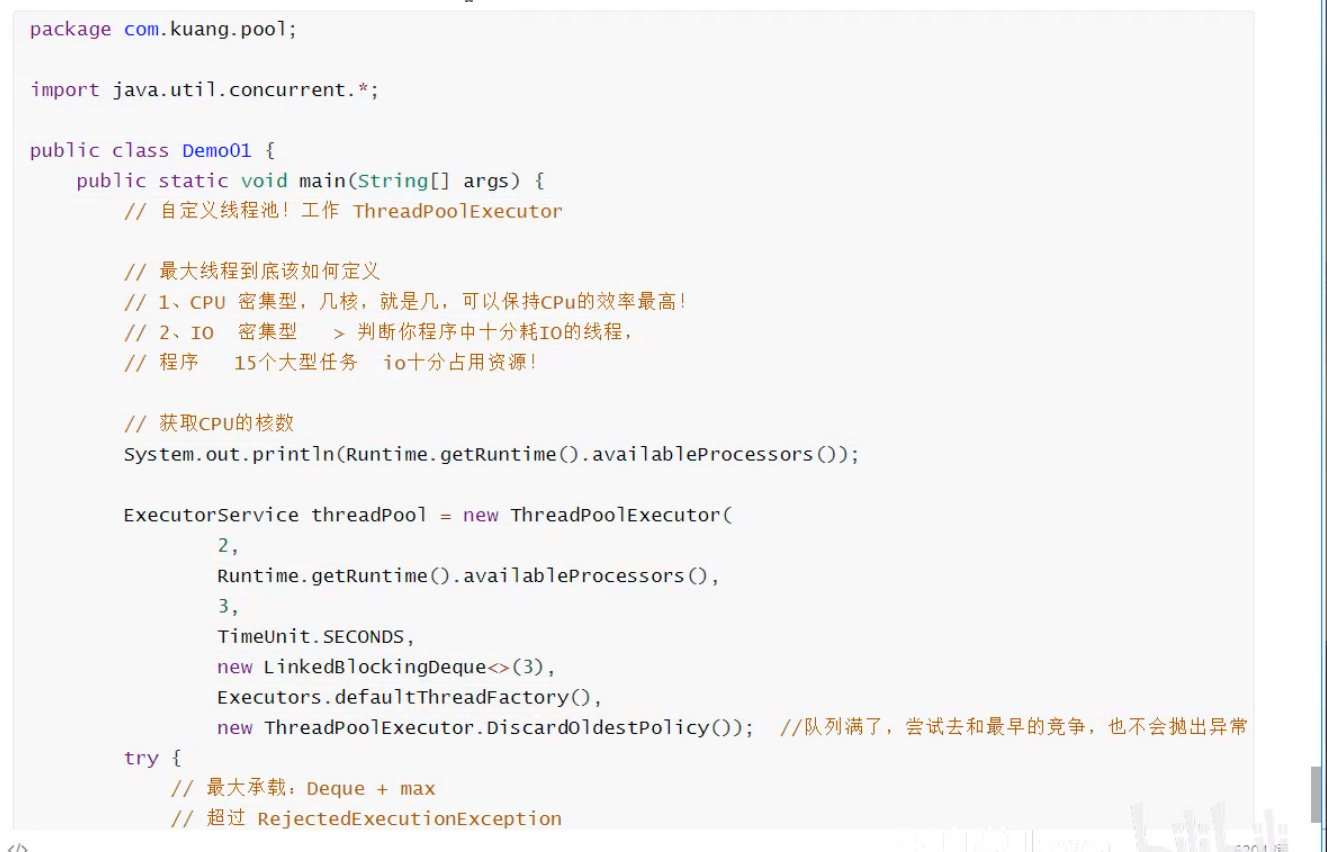 package com.kuang.pool;
import java.util.concurrent.*;
public class Demo01 {
public static void main(String[] args) {
// 自定义线程池！工作 ThreadPoolExecutor
// 最大线程到底该如何定义
// 1、CPU 密集型，几核，就是几，可以保持CPu的效率最高！
// 2、IO 密集型 > 判断你程序中十分耗IO的线程，
// 程序 15个大型任务 io十分占用资源！
// 获取CPU的核数
System.out.println(Runtime.getRuntime().availableProcessors());
ExecutorService threadPool = new ThreadPoolExecutor(
2,
Runtime.getRuntime().availableProcessors(),
3,
TimeUnit.SECONDS,
new LinkedBlockingDeque<>(3),
Executors.defaultThreadFactory(),
new ThreadPoolExecutor.DiscardOldestPolicy()); //队列满了，尝试去和最早的竞争，也不会抛出异常
try {
// 最大承载：Deque + max
// 超过 RejectedExecutionException